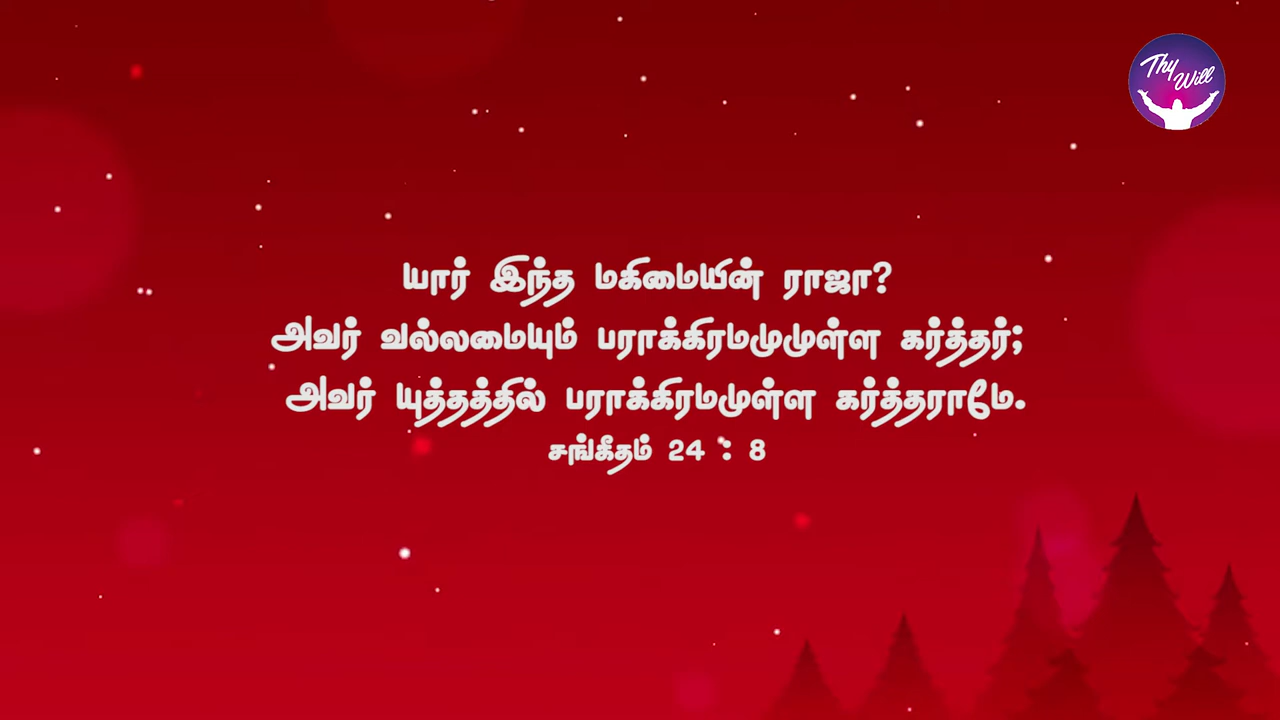 Thy Will
யார் இந்த மகிமையின் ராஜா?
அவர் வல்லமையும் பராக்கிரமமுமுள்ள கர்த்தர்;
அவர் யுத்தத்தில் பராக்கிரமமுள்ள கர்த்தராமே.
சங்கீதம் 24 : 8